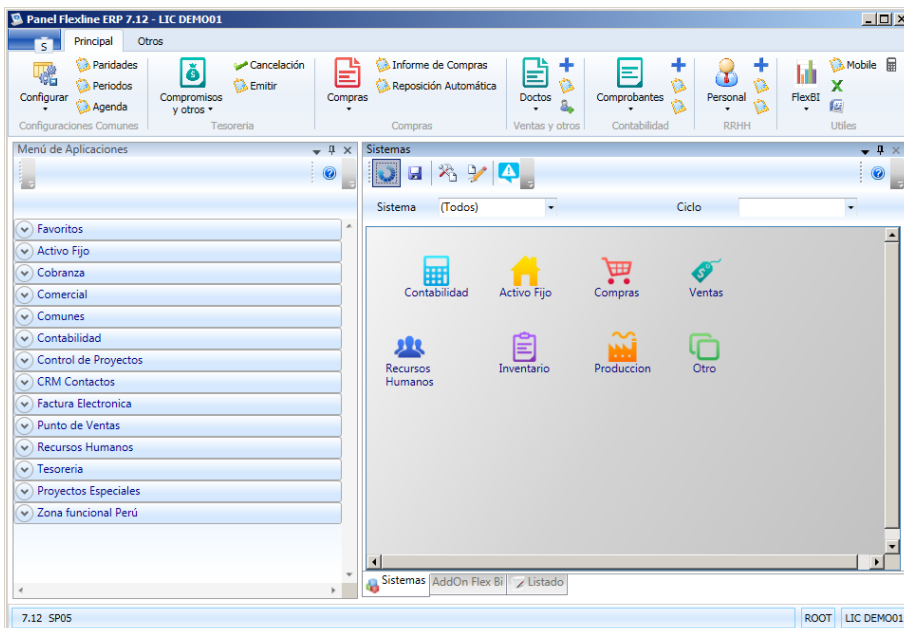 Panel Flexline ERP 7.12 - LIC DEMO01
S Principal Otros
Paridades
Periodos
Agenda
Configurar
Configuraciones Comunes
Compromisos
y otros
Cancelación
Emitir
Tesoreria
Compras
Informe de Compras
Reposición Automática
Compras
Doctos
Ventas y otros
Comprobantes
Contabilidad
Personal
RRHH
FlexBI
Mobile
Utiles
Menú de Aplicaciones
Favoritos
Activo Fijo
Cobranza
Comercial
Comunes
Contabilidad
Control de Proyectos
CRM Contactos
Factura Electronica
Punto de Ventas
Recursos Humanos
Tesoreria
Proyectos Especiales
Zona funcional Perú
Sistemas
Sistema (Todos) Ciclo
Contabilidad Activo Fijo Compras Ventas
Recursos
Humanos
Inventario Produccion Otro
Sistemas AddOn Flex Bi Listado
7.12 SP05 ROOT LIC DEMO01